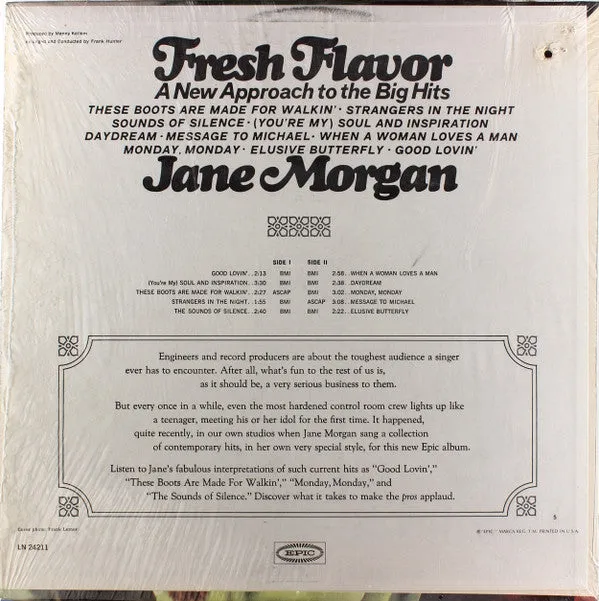 Produced by Manny Kellem
Arranged and Conducted by Frank Hunter
Fresh Flavor
A New Approach to the Big Hits
THESE BOOTS ARE MADE FOR WALKIN' · STRANGERS IN THE NIGHT
SOUNDS OF SILENCE · (YOU'RE MY) SOUL AND INSPIRATION
DAYDREAM · MESSAGE TO MICHAEL · WHEN A WOMAN LOVES A MAN
MONDAY, MONDAY · ELUSIVE BUTTERFLY · GOOD LOVIN'
Jane Morgan
SIDE I SIDE II
GOOD LOVIN'. . 2:13 BMI BMI 2:56. . WHEN A WOMAN LOVES A MAN
(You're My) SOUL AND INSPIRATION. . 3:30 BMI BMI 2:38. . DAYDREAM
THESE BOOTS ARE MADE FOR WALKIN'. . 2:27 ASCAP BMI 3:02. . MONDAY, MONDAY
STRANGERS IN THE NIGHT. . 1:55 BMI ASCAP 3:08. . MESSAGE TO MICHAEL
THE SOUNDS OF SILENCE. . 2:40 BMI BMI 2:22. . ELUSIVE BUTTERFLY
Engineers and record producers are about the toughest audience a singer
ever has to encounter. After all, what's fun to the rest of us is,
as it should be, a very serious business to them.
But every once in a while, even the most hardened control room crew lights up like
a teenager, meeting his or her idol for the first time. It happened,
quite recently, in our own studios when Jane Morgan sang a collection
of contemporary hits, in her own very special style, for this new Epic album.
Listen to Jane's fabulous interpretations of such current hits as "Good Lovin',"
"These Boots Are Made For Walkin'," "Monday, Monday," and
"The Sounds of Silence." Discover what it takes to make the pros applaud.
Cover photo: Frank Laffer
5
® "EPIC" MARCA REG. T.M. PRINTED IN U.S.A.
LN 24211
EPIC